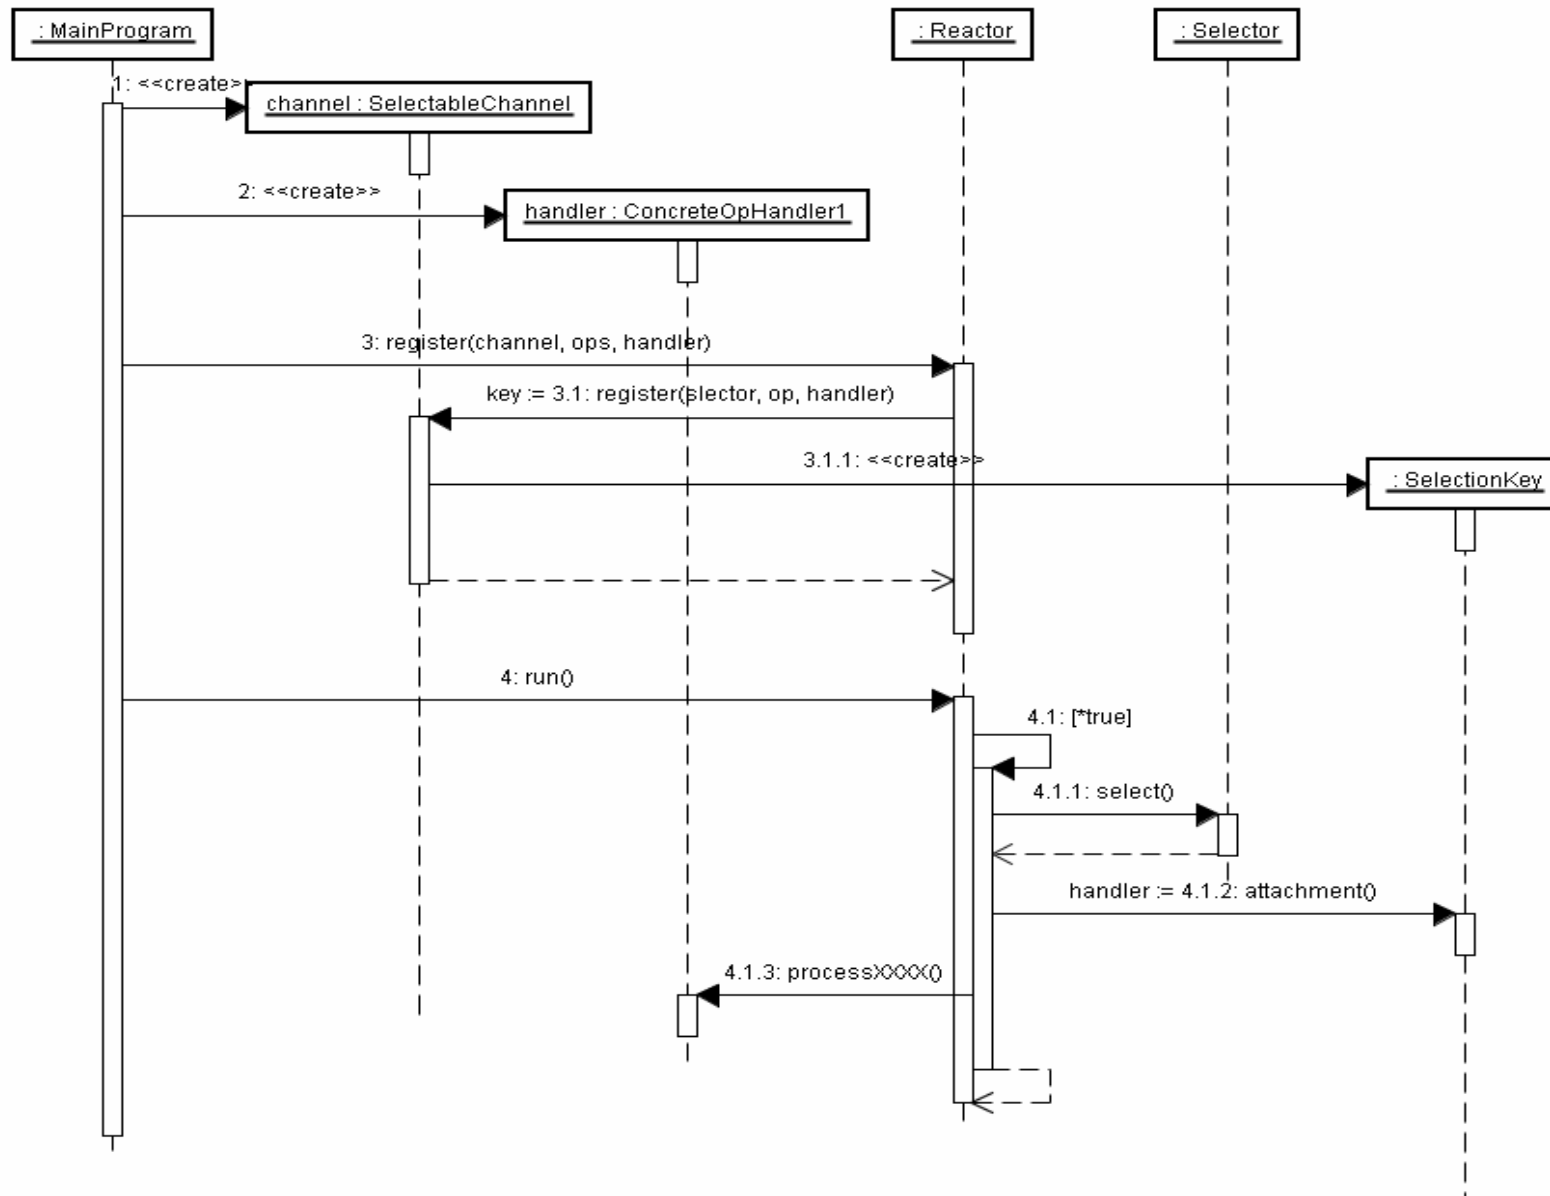 : MainProgram
: Reactor
: Selector
1: <<create>
channel : SelectableChannel
2: <<create>>
handler : ConcreteOpHandler1
3: register(channel, ops, handler)
key := 3.1: register(slector, op, handler)
3.1.1: <<create>>
: SelectionKey
4: run()
4.1: [*true]
4.1.1: select()
handler := 4.1.2: attachment()
4.1.3: processXXXX()